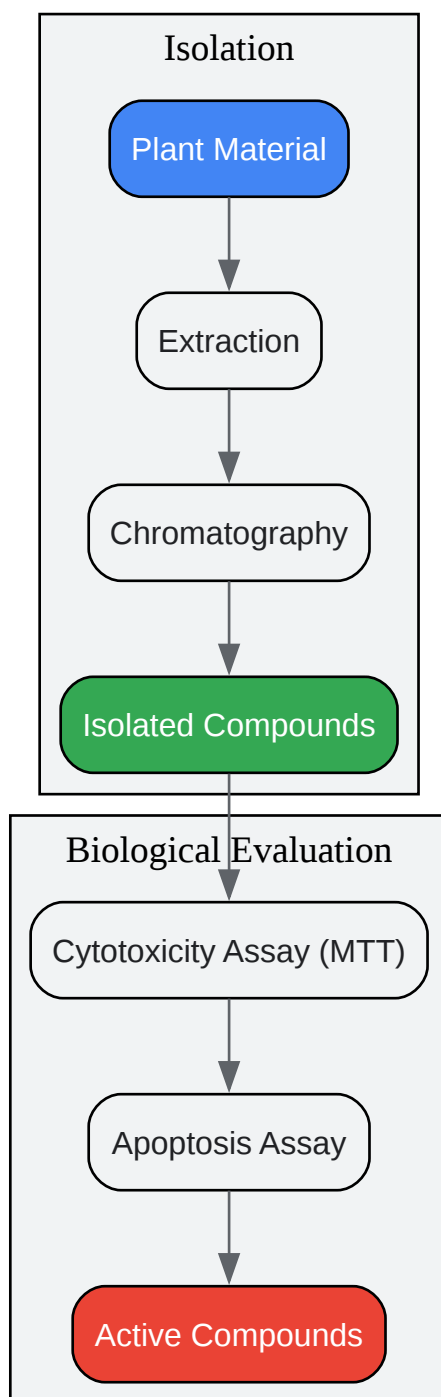 Isolation
Plant Material
Extraction
Chromatography
Isolated Compounds
Biological Evaluation
Cytotoxicity Assay (MTT)
Apoptosis Assay
Active Compounds